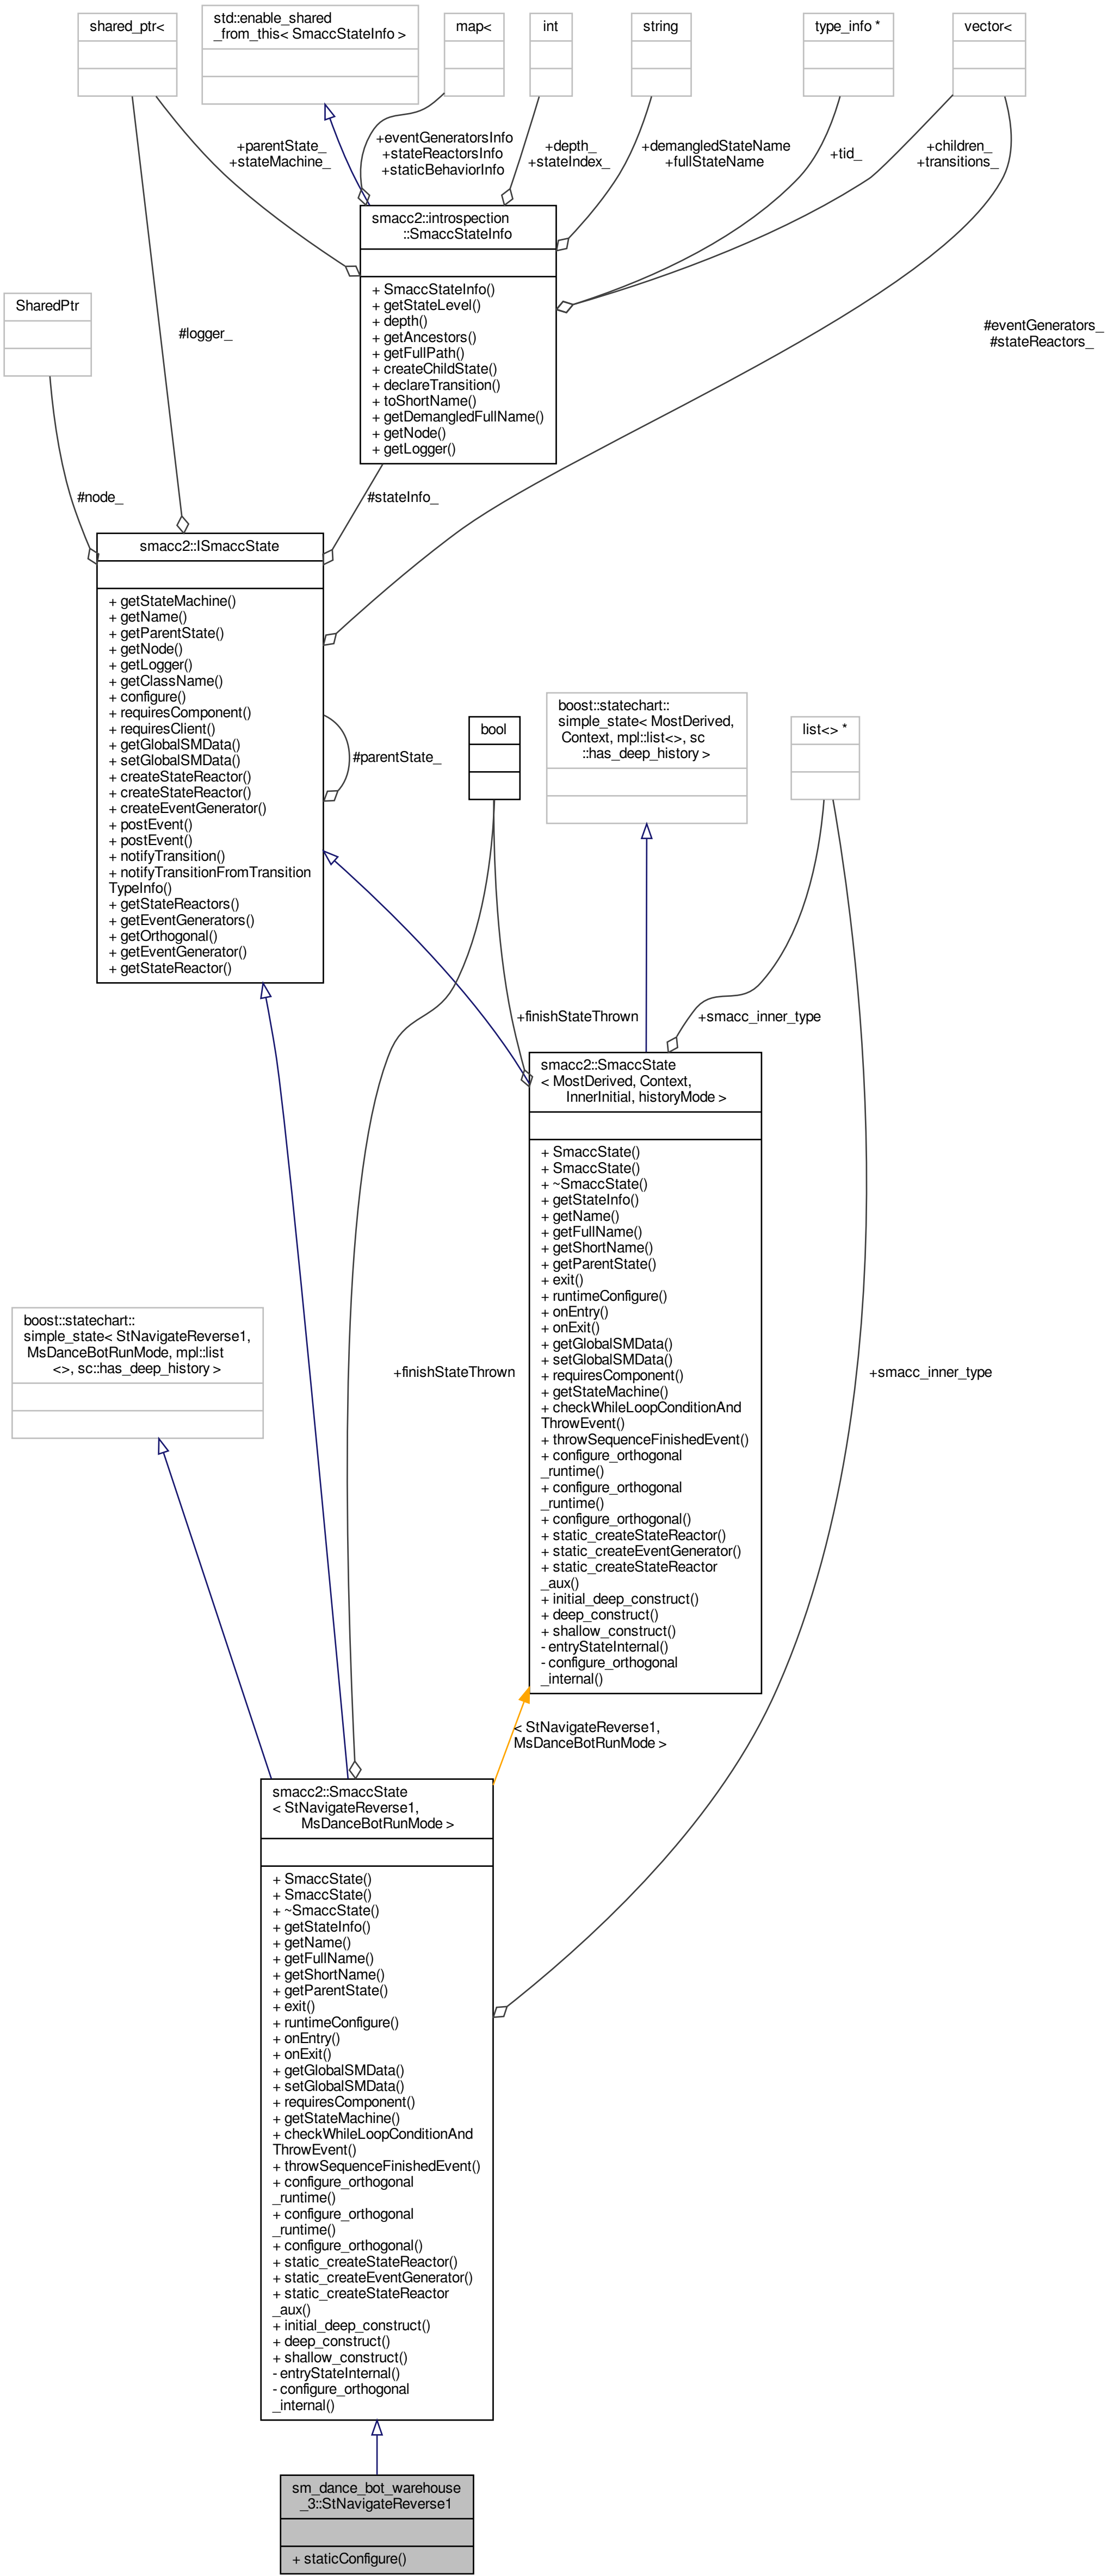 shared_ptr<
std::enable_shared
_from_this< SmaccStateInfo >
map<
int
string
type_info *
vector<
+parentState_
+stateMachine_
+eventGeneratorsInfo
+stateReactorsInfo
+staticBehaviorInfo
+depth_
+stateIndex_
+demangledStateName
+fullStateName
+tid_
+children_
+transitions_
smacc2::introspection
::SmaccStateInfo
+ SmaccStateInfo()
+ getStateLevel()
+ depth()
+ getAncestors()
+ getFullPath()
+ createChildState()
+ declareTransition()
+ toShortName()
+ getDemangledFullName()
+ getNode()
+ getLogger()
SharedPtr
#logger_
#eventGenerators_
#stateReactors_
#node_
#stateInfo_
smacc2::ISmaccState
+ getStateMachine()
+ getName()
+ getParentState()
+ getNode()
+ getLogger()
+ getClassName()
+ configure()
+ requiresComponent()
+ requiresClient()
+ getGlobalSMData()
+ setGlobalSMData()
+ createStateReactor()
+ createStateReactor()
+ createEventGenerator()
+ postEvent()
+ postEvent()
+ notifyTransition()
+ notifyTransitionFromTransition
TypeInfo()
+ getStateReactors()
+ getEventGenerators()
+ getOrthogonal()
+ getEventGenerator()
+ getStateReactor()
#parentState_
bool
boost::statechart::
simple_state< MostDerived,
Context, mpl::list<>, sc
::has_deep_history >
list<> *
+finishStateThrown
+smacc_inner_type
smacc2::SmaccState
< MostDerived, Context,
InnerInitial, historyMode >
+ SmaccState()
+ SmaccState()
+ ~SmaccState()
+ getStateInfo()
+ getName()
+ getFullName()
+ getShortName()
+ getParentState()
+ exit()
+ runtimeConfigure()
+ onEntry()
+ onExit()
+ getGlobalSMData()
+ setGlobalSMData()
+ requiresComponent()
+ getStateMachine()
+ checkWhileLoopConditionAnd
ThrowEvent()
+ throwSequenceFinishedEvent()
+ configure_orthogonal
_runtime()
+ configure_orthogonal
_runtime()
+ configure_orthogonal()
+ static_createStateReactor()
+ static_createEventGenerator()
+ static_createStateReactor
_aux()
+ initial_deep_construct()
+ deep_construct()
+ shallow_construct()
- entryStateInternal()
- configure_orthogonal
_internal()
boost::statechart::
simple_state< StNavigateReverse1,
MsDanceBotRunMode, mpl::list
<>, sc::has_deep_history >
+finishStateThrown
+smacc_inner_type
< StNavigateReverse1,
MsDanceBotRunMode >
smacc2::SmaccState
< StNavigateReverse1,
MsDanceBotRunMode >
+ SmaccState()
+ SmaccState()
+ ~SmaccState()
+ getStateInfo()
+ getName()
+ getFullName()
+ getShortName()
+ getParentState()
+ exit()
+ runtimeConfigure()
+ onEntry()
+ onExit()
+ getGlobalSMData()
+ setGlobalSMData()
+ requiresComponent()
+ getStateMachine()
+ checkWhileLoopConditionAnd
ThrowEvent()
+ throwSequenceFinishedEvent()
+ configure_orthogonal
_runtime()
+ configure_orthogonal
_runtime()
+ configure_orthogonal()
+ static_createStateReactor()
+ static_createEventGenerator()
+ static_createStateReactor
_aux()
+ initial_deep_construct()
+ deep_construct()
+ shallow_construct()
- entryStateInternal()
- configure_orthogonal
_internal()
sm_dance_bot_warehouse
_3::StNavigateReverse1
+ staticConfigure()